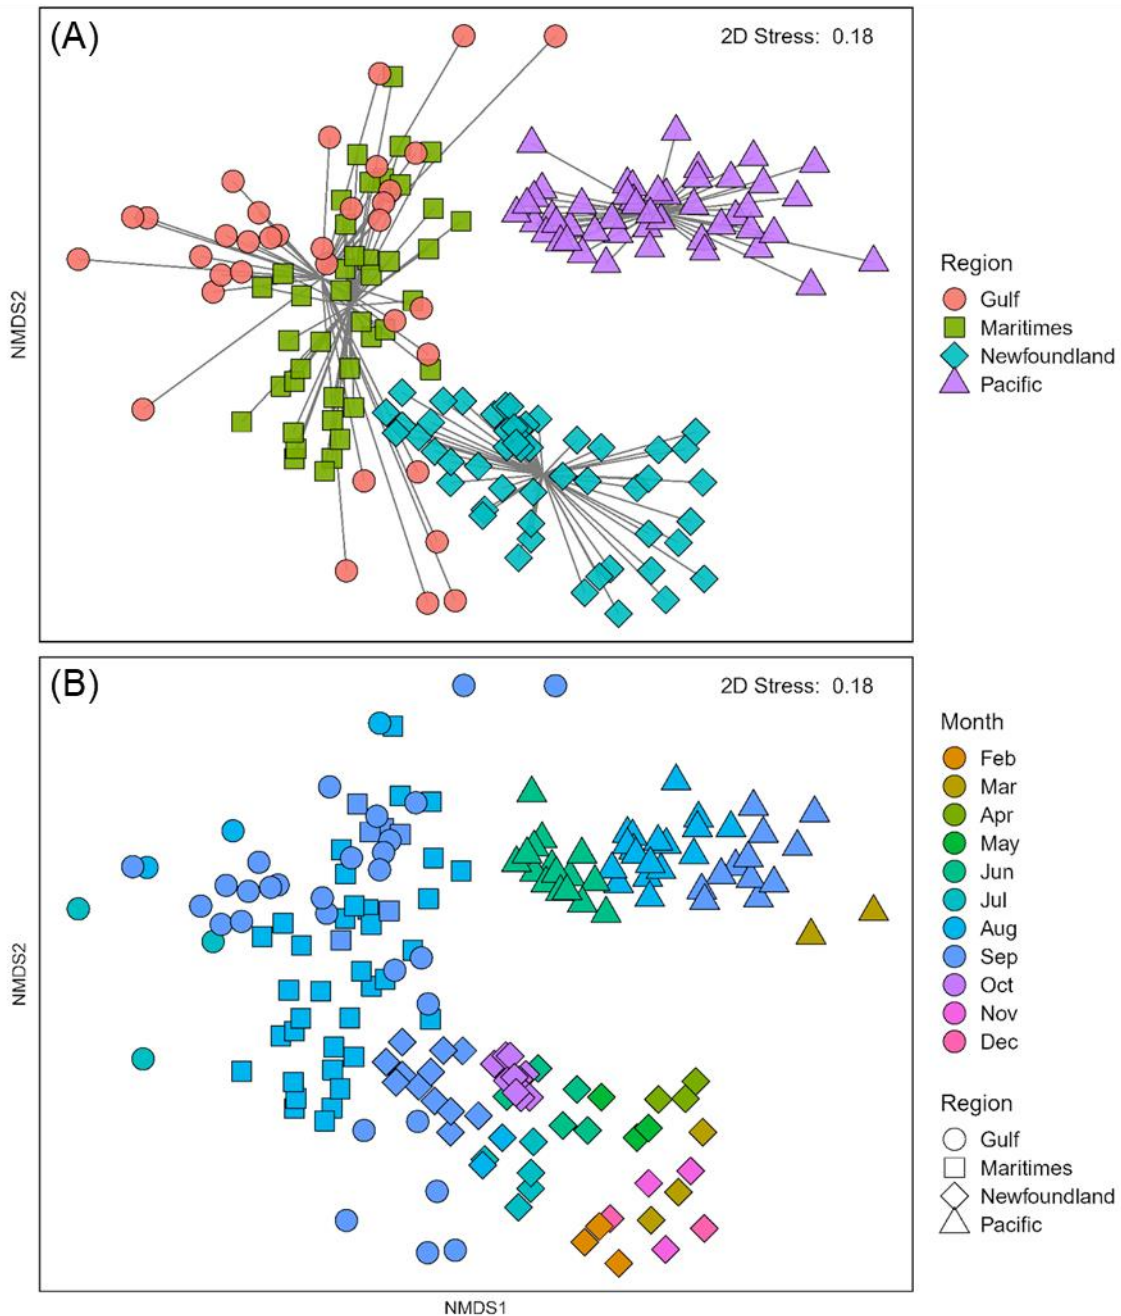 (A)
2D Stress: 0.18
NMDS2
Region
Gulf
Maritimes
Newfoundland
Pacific
(B)
2D Stress: 0.18
NMDS2
NMDS1
Month
Feb
Mar
Apr
May
Jun
Jul
Aug
Sep
Oct
Nov
Dec
Region
Gulf
Maritimes
Newfoundland
Pacific